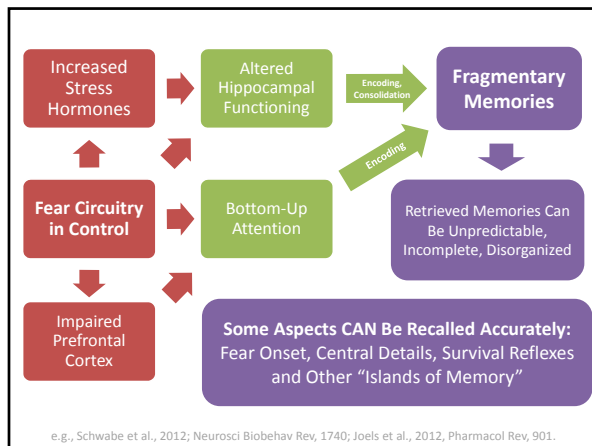 Increased
Stress
Hormones
Altered
Hippocampal
Functioning
Encoding,
Consolidation
Fragmentary
Memories
Fear Circuitry
in Control
Bottom-Up
Attention
Encoding
Retrieved Memories Can
Be Unpredictable,
Incomplete, Disorganized
Impaired
Prefrontal
Cortex
Some Aspects CAN Be Recalled Accurately:
Fear Onset, Central Details, Survival Reflexes
and Other “Islands of Memory”
e.g., Schwabe et al., 2012; Neurosci Biobehav Rev, 1740; Joels et al., 2012, Pharmacol Rev, 901.